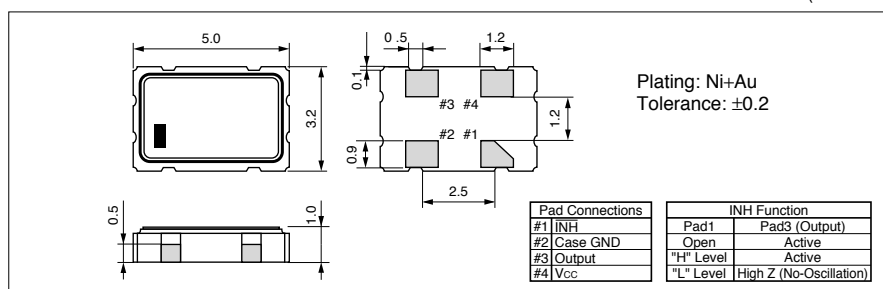 5.0
0 .5
1.2
0.1
#3 #4
3.2
#2 #1
1.2
0.9
2.5
0.5
1.0
Plating: Ni+Au
Tolerance: ±0.2
Pad Connections
#1 INH
#2 Case GND
#3 Output
#4 Vcc
INH Function
Pad1 Pad3 (Output)
Open Active
"H" Level Active
"L" Level High Z (No-Oscillation)